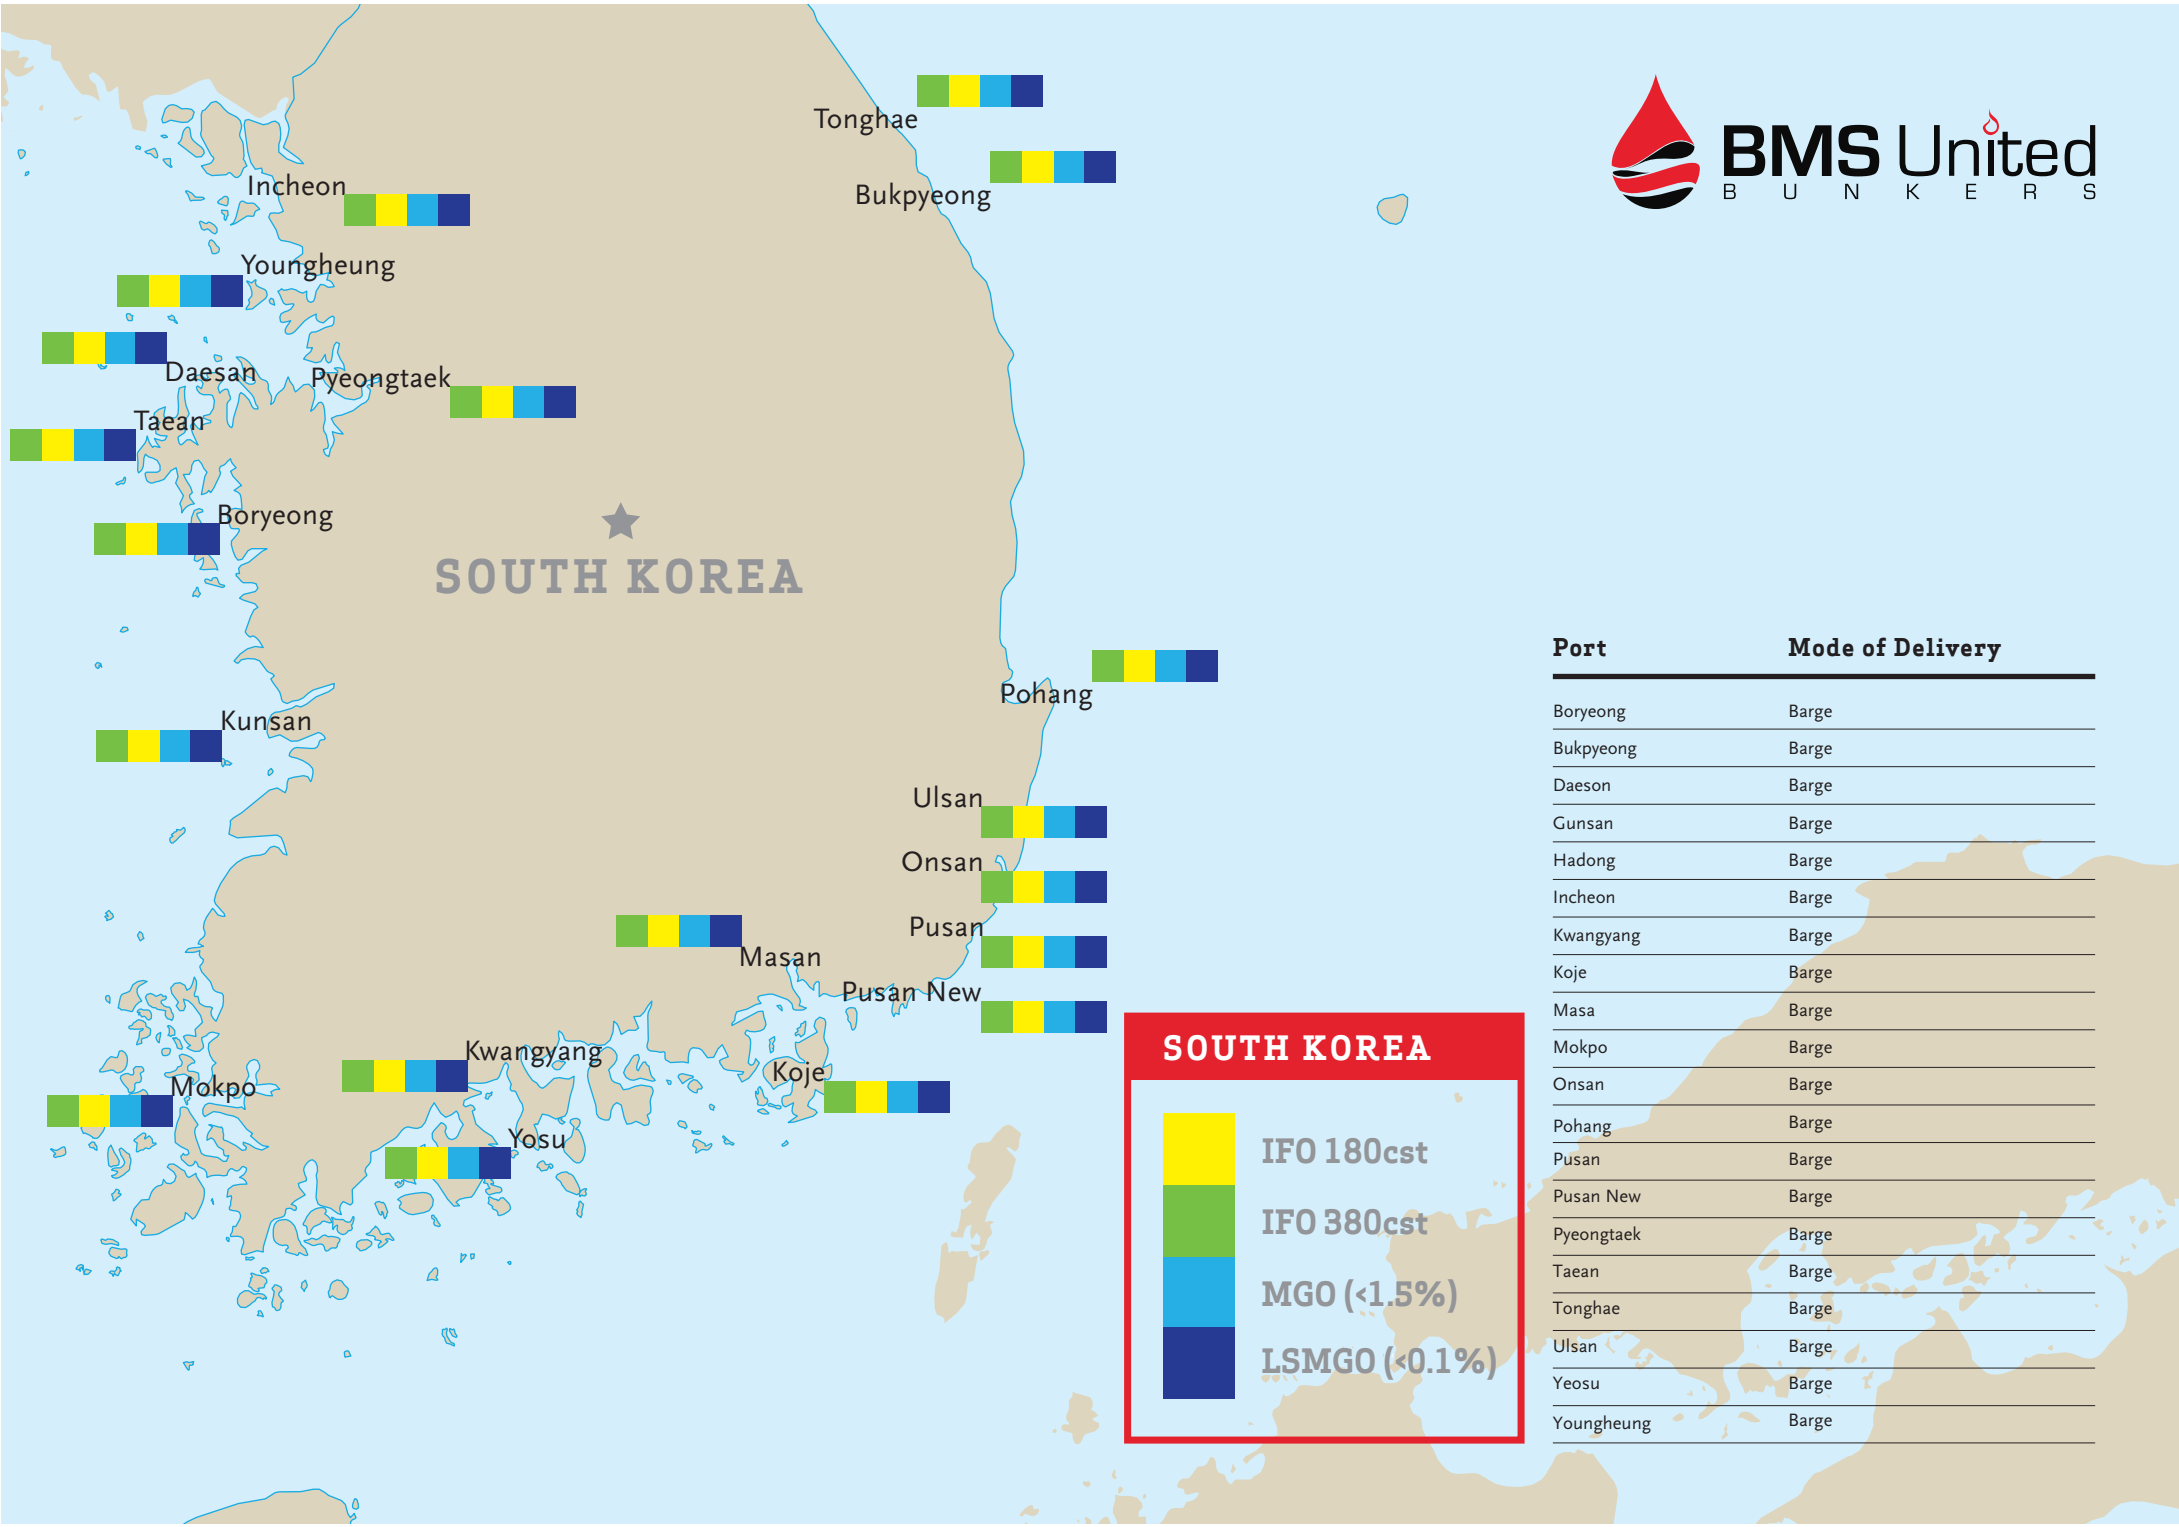 Tonghae
BMS United
BUNKERS
Bukpyeong
Incheon
Youngheung
Daesan
Pyeongtaek
Taean
Boryeong
SOUTH KOREA
Pohang
Kunsan
Ulsan
Onsan
Pusan
Masan
Pusan New
Kwangyang
Koje
Mokpo
Yosu
SOUTH KOREA
IFO 180cst
IFO 380cst
MGO (<1.5%)
LSMGO (<0.1%)
Port Mode of Delivery
Boryeong Barge
Bukpyeong Barge
Daeson Barge
Gunsan Barge
Hadong Barge
Incheon Barge
Kwangyang Barge
Koje Barge
Masa Barge
Mokpo Barge
Onsan Barge
Pohang Barge
Pusan Barge
Pusan New Barge
Pyeongtaek Barge
Taean Barge
Tonghae Barge
Ulsan Barge
Yeosu Barge
Youngheung Barge